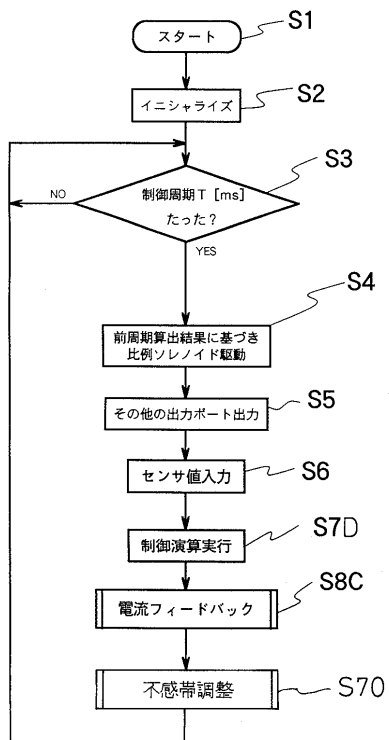 スタート
S1
イニシャライズ
S2
制御周期T [ms]
たった？
S3
NO
YES
前周期算出結果に基づき
比例ソレノイド駆動
S4
その他の出力ポート出力
S5
センサ値入力
S6
制御演算実行
S7D
電流フィードバック
S8C
不感帯調整
S70